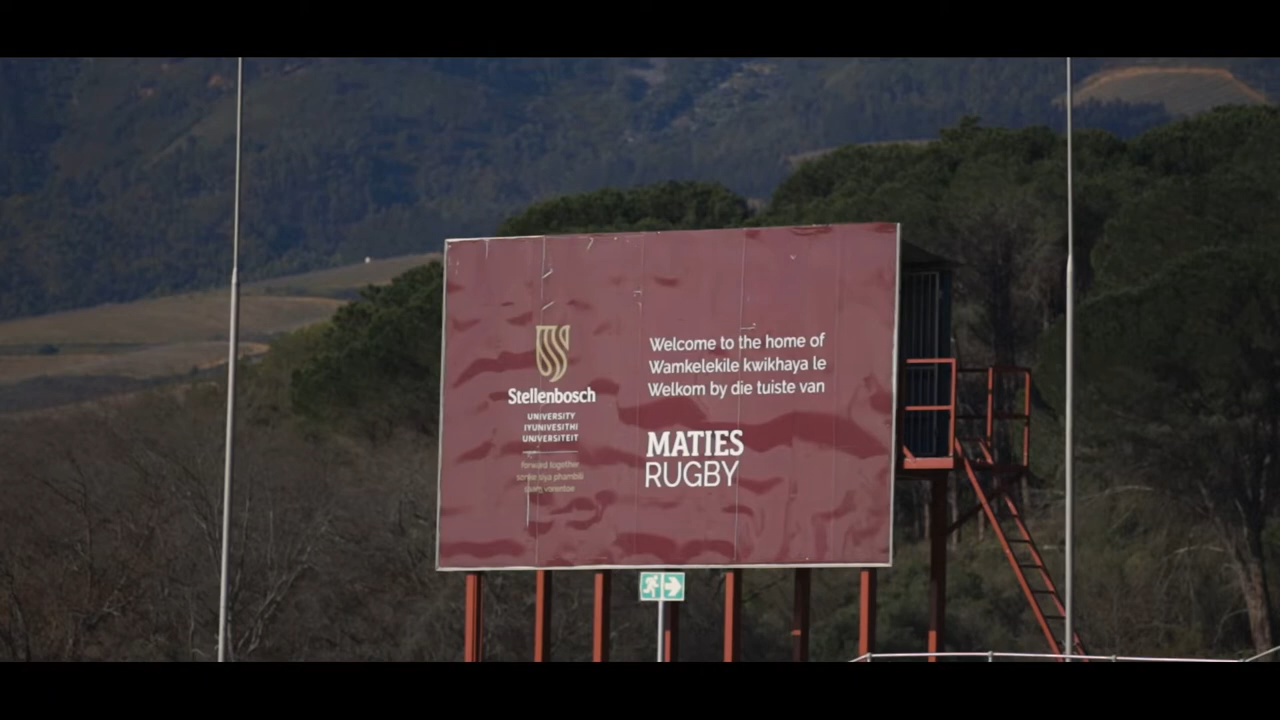 Stellenbosch
UNIVERSITY
IYUNIVESITHI
UNIVERSITEIT
forward together
sonke siya phambili
saam vorentoe
Welcome to the home of
Wamkelekile kwikhaya le
Welkom by die tuiste van
MATIES
RUGBY